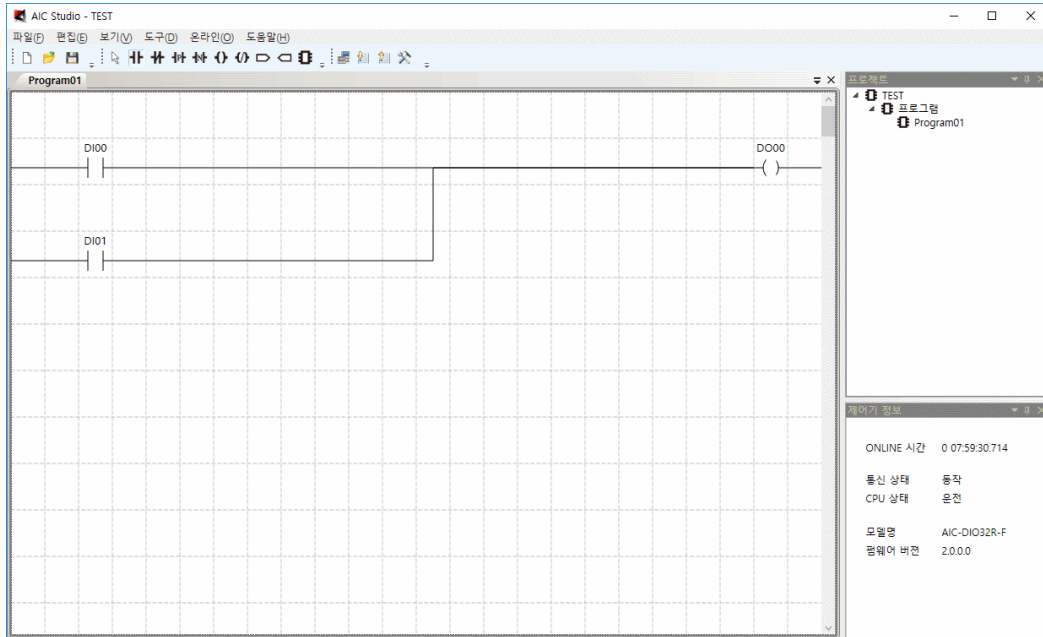 AIC Studio - TEST
파일(F) 편집(E) 보기(V) 도구(D) 온라인(O) 도움말(H)
Program01
프로젝트
TEST
프로그램
Program01
DI00
DO00
DI01
제어기 정보
ONLINE 시간 0 07:59:30.714
통신 상태 동작
CPU 상태 운전
모델명 AIC-DIO32R-F
펌웨어 버젼 2.0.0.0